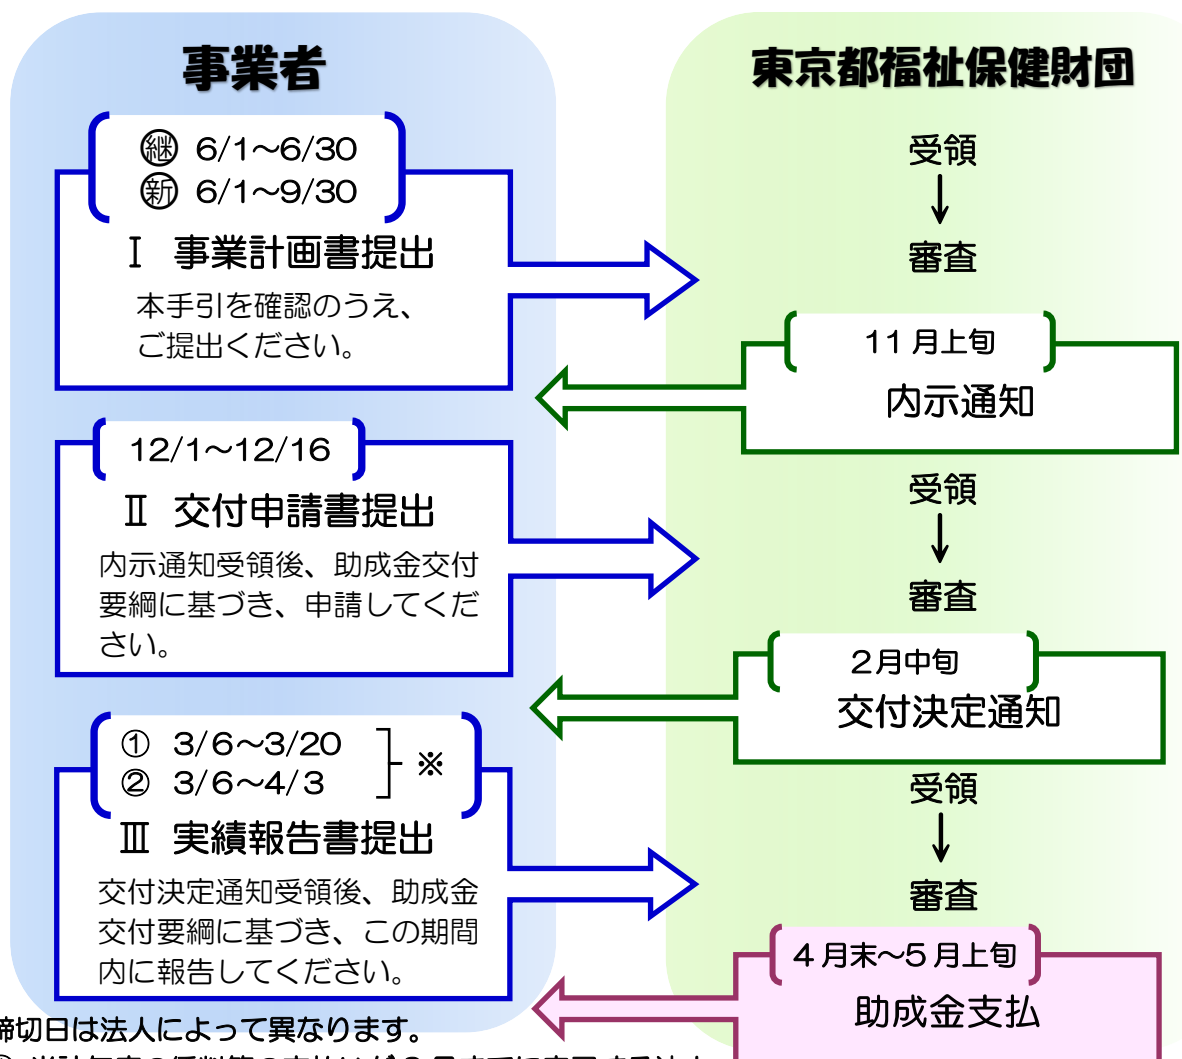 事業者
㋿ 6/1～6/30
新 6/1～9/30
Ⅰ 事業計画書提出
本手引を確認のうえ、
ご提出ください。
12/1～12/16
Ⅱ 交付申請書提出
内示通知受領後、助成金交付
要綱に基づき、申請してくだ
さい。
① 3/6～3/20
② 3/6～4/3
※
Ⅲ 実績報告書提出
交付決定通知受領後、助成金
交付要綱に基づき、この期間
内に報告してください。
東京都福祉保健財団
受領
↓
審査
11月上旬
内示通知
受領
↓
審査
2月中旬
交付決定通知
受領
↓
審査
4月末～5月上旬
助成金支払
締切日は法人によって異なります。